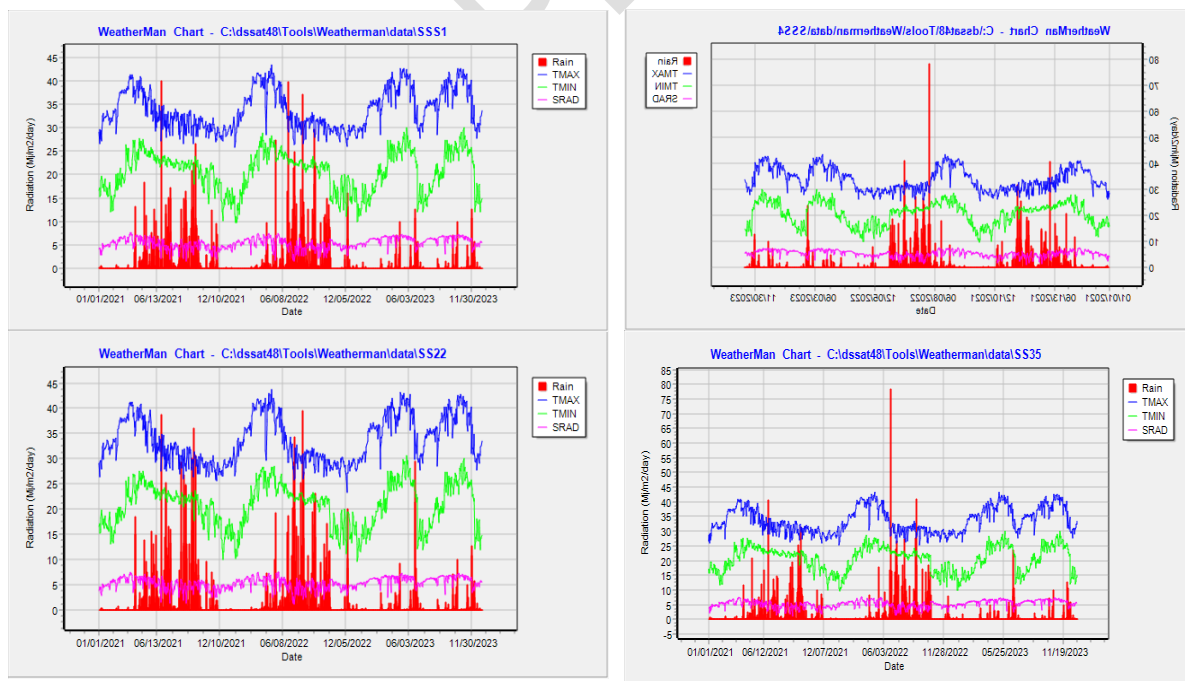 WeatherMan Chart - C:\dssat48\Tools\Weatherman\data\SSS1
45
40
35
30
25
20
15
10
5
0
Radiation (Mj/m2/day)
01/01/2021 06/13/2021 12/10/2021 06/08/2022 12/05/2022 06/03/2023 11/30/2023
Date
Rain
TMAX
TMIN
SRAD
WeatherMan Chart - C:\dssat48\Tools\Weatherman\data\SSS4
Rain
TMAX
TMIN
SRAD
80
70
60
50
40
30
20
10
0
Radiation (Mj/m2/day)
11/30/2023 06/03/2023 12/05/2022 06/08/2022 12/10/2021 06/13/2021 01/01/2021
Date
WeatherMan Chart - C:\dssat48\Tools\Weatherman\data\SS22
45
40
35
30
25
20
15
10
5
0
Radiation (Mj/m2/day)
01/01/2021 06/13/2021 12/10/2021 06/08/2022 12/05/2022 06/03/2023 11/30/2023
Date
Rain
TMAX
TMIN
SRAD
WeatherMan Chart - C:\dssat48\Tools\Weatherman\data\SS35
85
80
75
70
65
60
55
50
45
40
35
30
25
20
15
10
5
0
-5
Radiation (Mj/m2/day)
01/01/2021 06/12/2021 12/07/2021 06/03/2022 11/28/2022 05/25/2023 11/19/2023
Date
Rain
TMAX
TMIN
SRAD